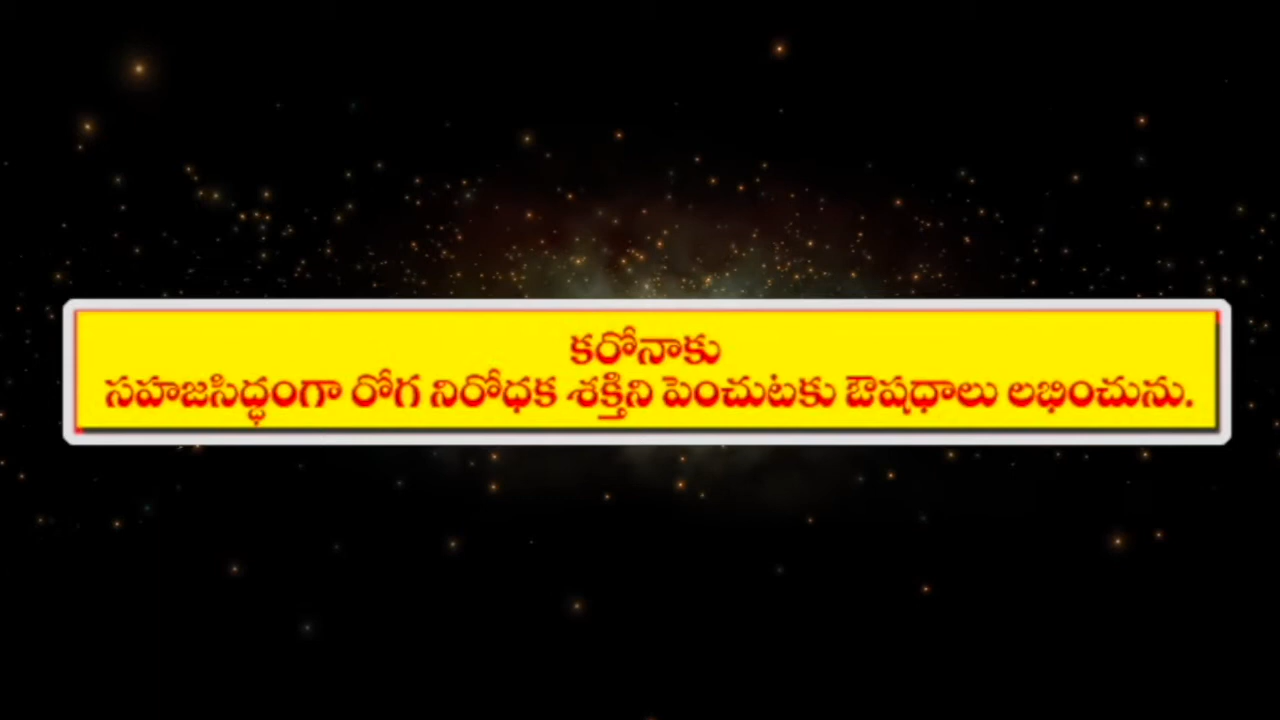 కరోనాకు
సహజసిద్ధంగా రోగ నిరోధక శక్తిని పెంచుటకు ఔషధాలు లభించును.